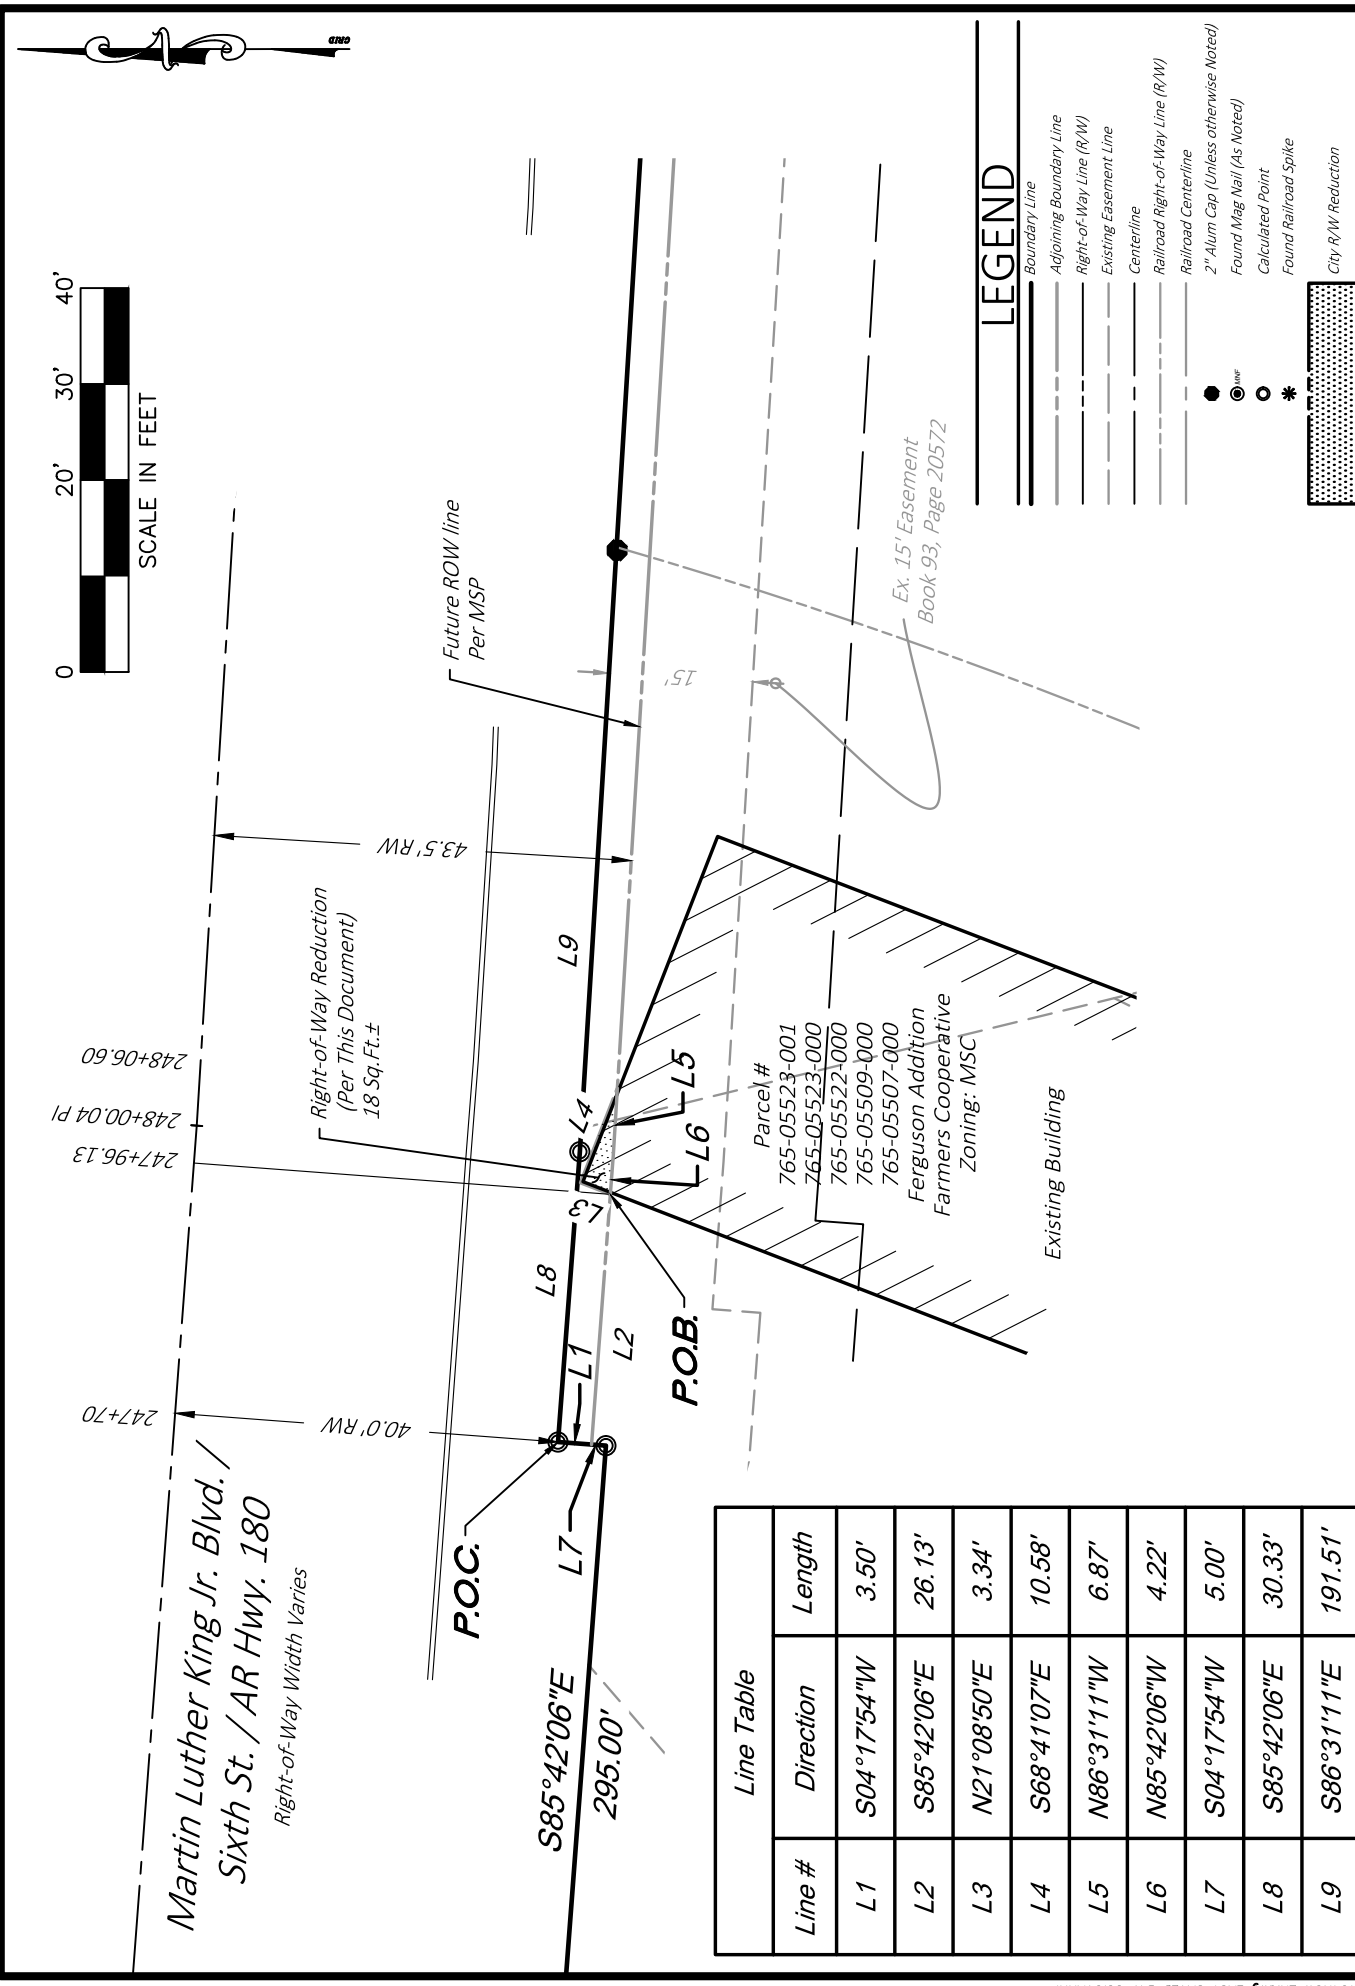 GRID
0 10' 20' 30' 40'
SCALE IN FEET
Martin Luther King Jr. Blvd. /
Sixth St. / AR Hwy. 180
Right-of-Way Width Varies
247+70
247+96.13
248+00.04 PI
248+06.60
40.0' RW
43.5' RW
Right-of-Way Reduction
(Per This Document)
18 Sq.Ft.±
Future ROW line
Per MSP
P.O.C.
P.O.B.
L7
L1
L8
L2
L3
L4
L9
L5
L6
15'
Ex. 15' Easement
Book 93, Page 20572
S85°42'06"E
295.00'
Parcel #
765-05523-001
765-05523-000
765-05522-000
765-05509-000
765-05507-000
Ferguson Addition
Farmers Cooperative
Zoning: MSC
Existing Building
LEGEND
Boundary Line
Adjoining Boundary Line
Right-of-Way Line (R/W)
Existing Easement Line
Centerline
Railroad Right-of-Way Line (R/W)
Railroad Centerline
2" Alum Cap (Unless otherwise Noted)
MNF Found Mag Nail (As Noted)
Calculated Point
Found Railroad Spike
City R/W Reduction
Line Table
Line # Direction Length
L1 S04°17'54"W 3.50'
L2 S85°42'06"E 26.13'
L3 N21°08'50"E 3.34'
L4 S68°41'07"E 10.58'
L5 N86°31'11"W 6.87'
L6 N85°42'06"W 4.22'
L7 S04°17'54"W 5.00'
L8 S85°42'06"E 30.33'
L9 S86°31'11"E 191.51'